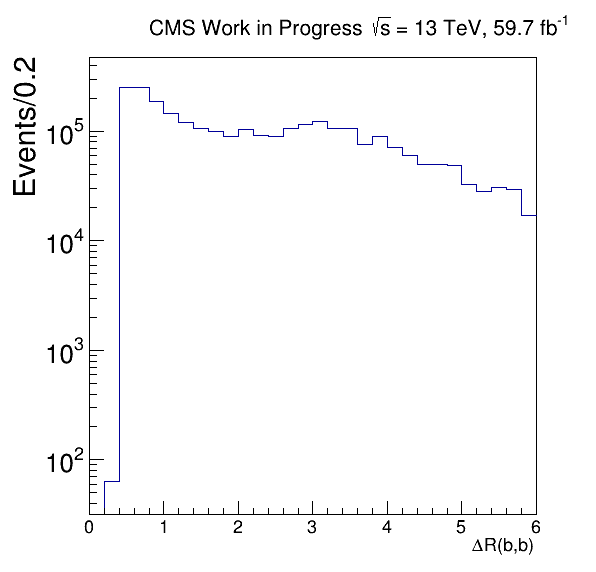 CMS Work in Progress √s = 13 TeV, 59.7 fb⁻¹
Events/0.2
10⁵
10⁴
10³
10²
0 1 2 3 4 5 6
ΔR(b,b)